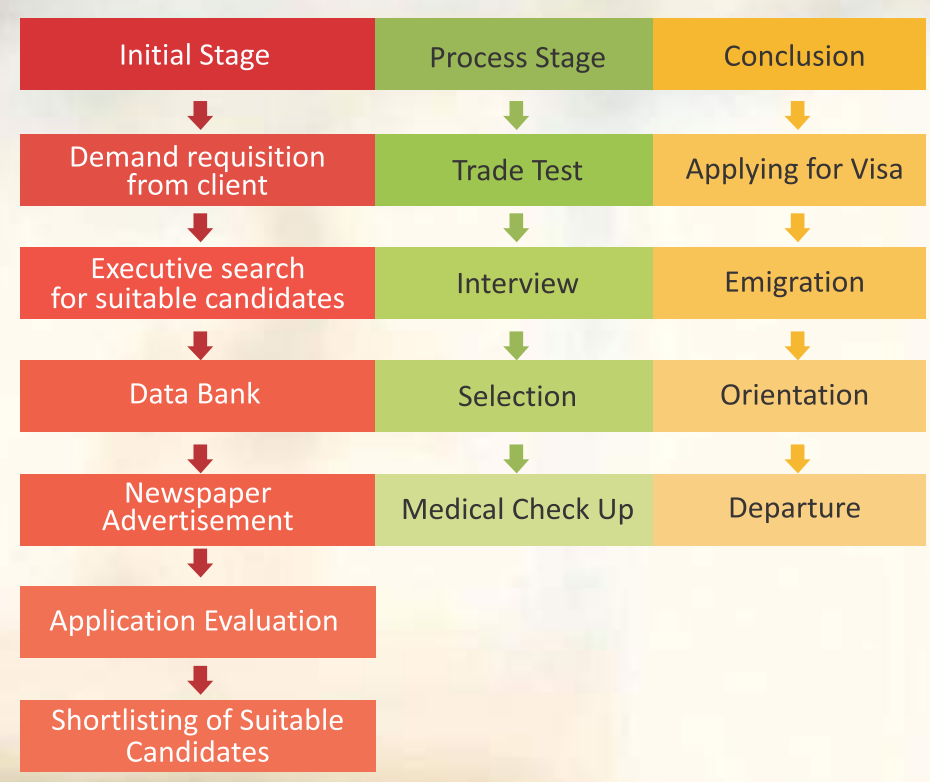 Initial Stage
Demand requisition
from client
Executive search
for suitable candidates
Data Bank
Newspaper
Advertisement
Application Evaluation
Shortlisting of Suitable
Candidates
Process Stage
Trade Test
Interview
Selection
Medical Check Up
Conclusion
Applying for Visa
Emigration
Orientation
Departure